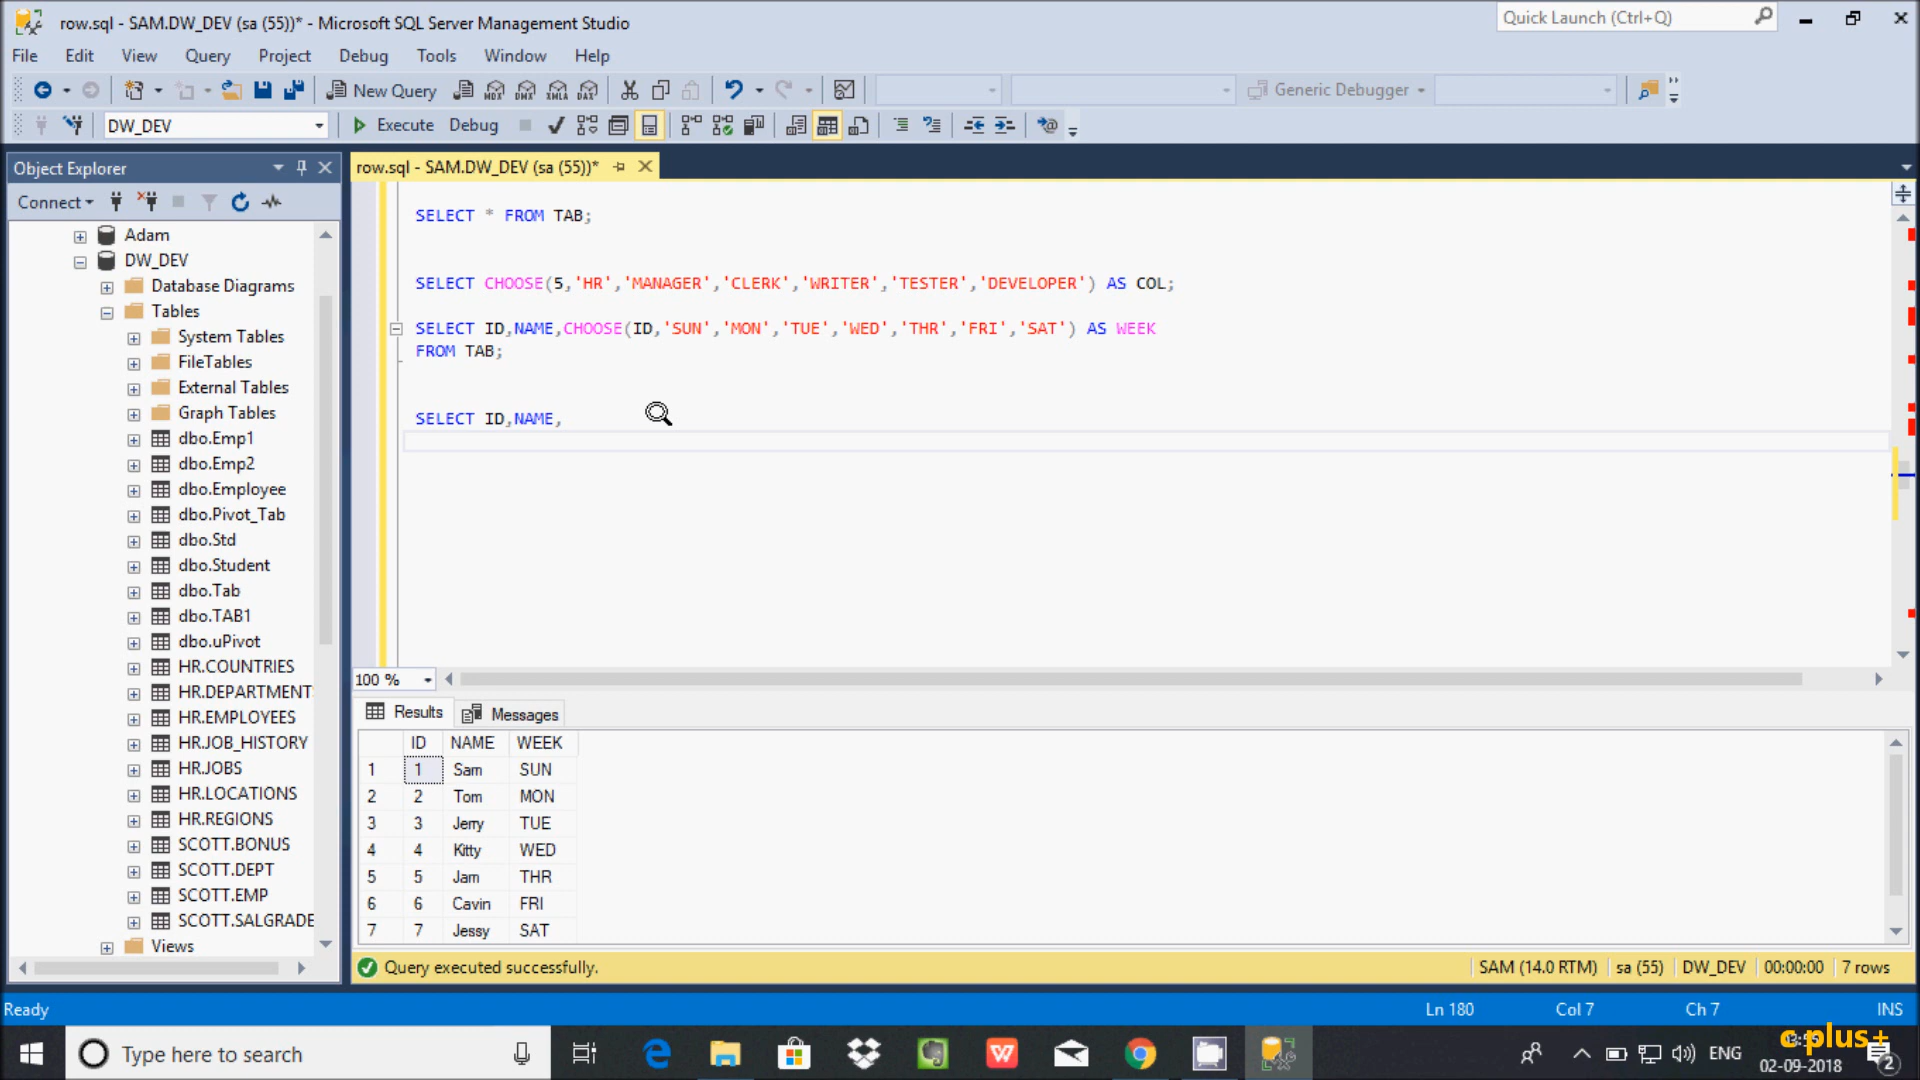 row.sql - SAM.DW_DEV (sa (55))* - Microsoft SQL Server Management Studio
Quick Launch (Ctrl+Q)
File Edit View Query Project Debug Tools Window Help
New Query
MDX DMX XMLA DAX
Generic Debugger
DW_DEV
Execute Debug
Object Explorer
row.sql - SAM.DW_DEV (sa (55))*
Connect
Adam
DW_DEV
Database Diagrams
Tables
System Tables
FileTables
External Tables
Graph Tables
dbo.Emp1
dbo.Emp2
dbo.Employee
dbo.Pivot_Tab
dbo.Std
dbo.Student
dbo.Tab
dbo.TAB1
dbo.uPivot
HR.COUNTRIES
HR.DEPARTMENT
HR.EMPLOYEES
HR.JOB_HISTORY
HR.JOBS
HR.LOCATIONS
HR.REGIONS
SCOTT.BONUS
SCOTT.DEPT
SCOTT.EMP
SCOTT.SALGRADE
Views
SELECT * FROM TAB;
SELECT CHOOSE(5,'HR','MANAGER','CLERK','WRITER','TESTER','DEVELOPER') AS COL;
SELECT ID,NAME,CHOOSE(ID,'SUN','MON','TUE','WED','THR','FRI','SAT') AS WEEK
FROM TAB;
SELECT ID,NAME,
100 %
Results Messages
ID NAME WEEK
1 1 Sam SUN
2 2 Tom MON
3 3 Jerry TUE
4 4 Kitty WED
5 5 Jam THR
6 6 Cavin FRI
7 7 Jessy SAT
Query executed successfully.
SAM (14.0 RTM) sa (55) DW_DEV 00:00:00 7 rows
Ready
Ln 180 Col 7 Ch 7 INS
Type here to search
ENG
c plus+
02-09-2018
2